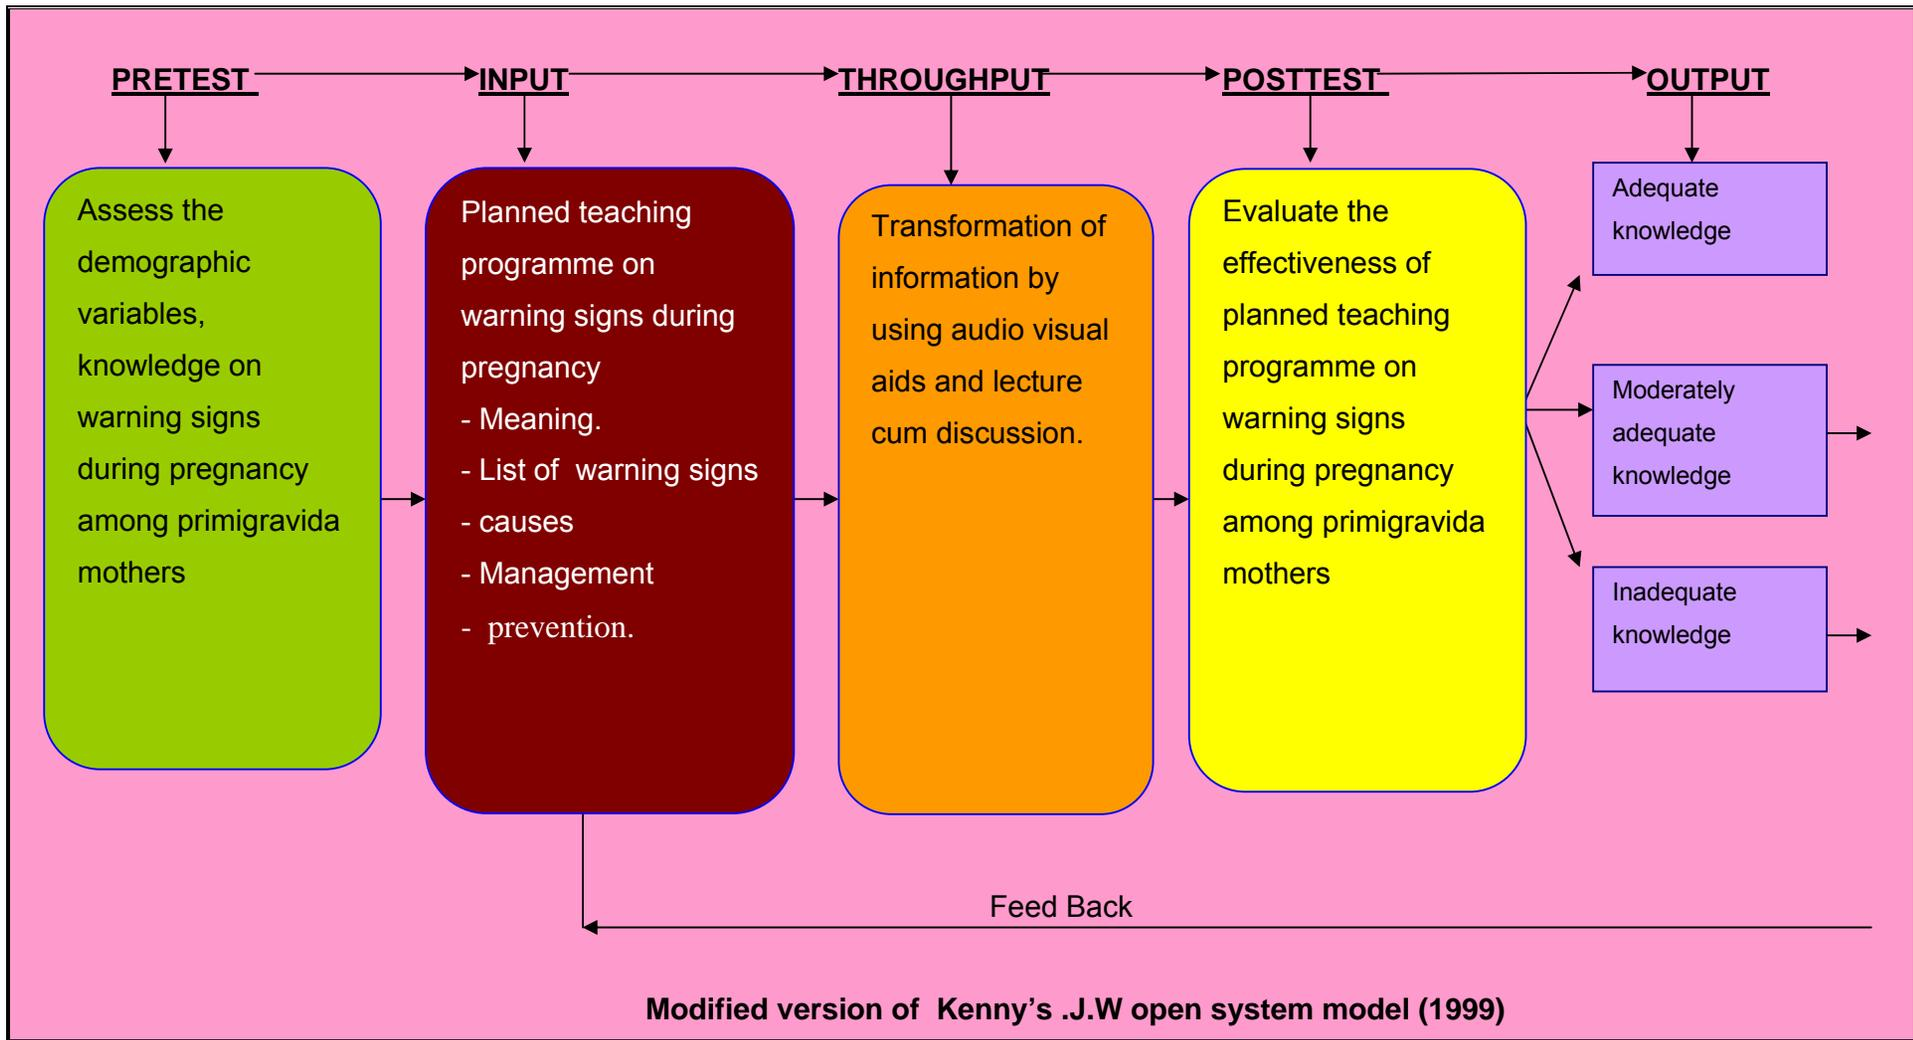 PRETEST INPUT THROUGHPUT POSTTEST OUTPUT
Assess the
demographic
variables,
knowledge on
warning signs
during pregnancy
among primigravida
mothers
Planned teaching
programme on
warning signs during
pregnancy
- Meaning.
- List of  warning signs
- causes
- Management
-  prevention.
Transformation of
information by
using audio visual
aids and lecture
cum discussion.
Evaluate the
effectiveness of
planned teaching
programme on
warning signs
during pregnancy
among primigravida
mothers
Adequate
knowledge
Moderately
adequate
knowledge
Inadequate
knowledge
Feed Back
Modified version of  Kenny’s .J.W open system model (1999)